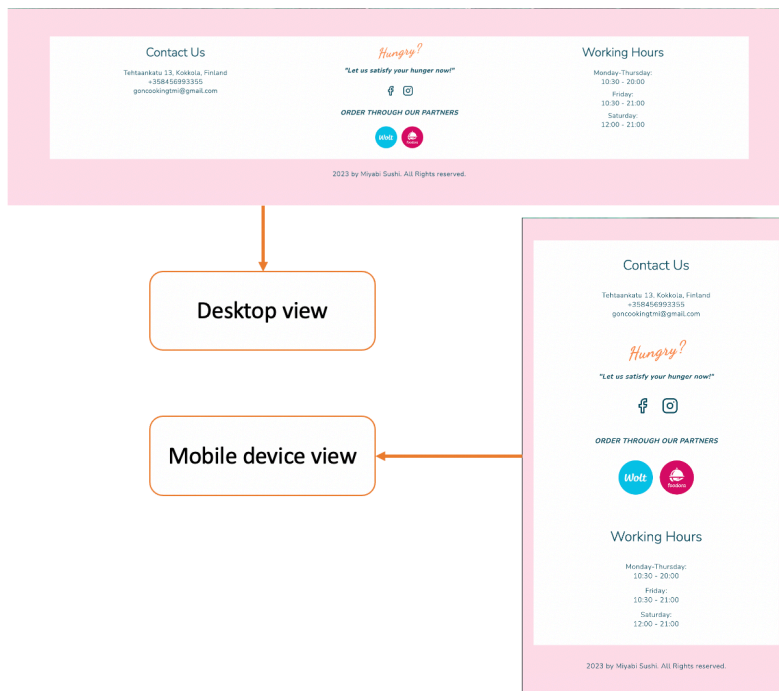 Contact Us
Tehtaankatu 13, Kokkola, Finland
+358456993355
goncookingtmi@gmail.com
Hungry?
"Let us satisfy your hunger now!"
ORDER THROUGH OUR PARTNERS
Wolt
foodora
Working Hours
Monday-Thursday:
10:30 - 20:00
Friday:
10:30 - 21:00
Saturday:
12:00 - 21:00
2023 by Miyabi Sushi. All Rights reserved.
Desktop view
Mobile device view
Contact Us
Tehtaankatu 13, Kokkola, Finland
+358456993355
goncookingtmi@gmail.com
Hungry?
"Let us satisfy your hunger now!"
ORDER THROUGH OUR PARTNERS
Wolt
foodora
Working Hours
Monday-Thursday:
10:30 - 20:00
Friday:
10:30 - 21:00
Saturday:
12:00 - 21:00
2023 by Miyabi Sushi. All Rights reserved.